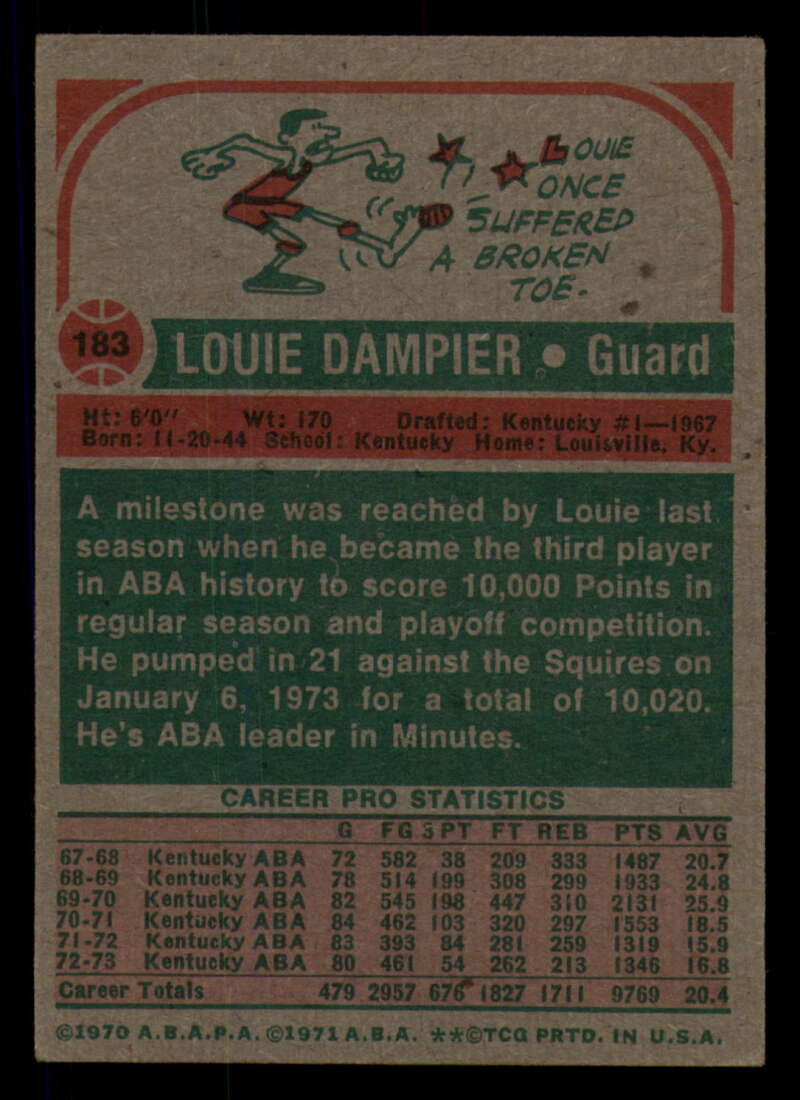 LOUIE
ONCE
SUFFERED
A BROKEN
TOE.
183
LOUIE DAMPIER • Guard
Ht: 6'0" Wt: 170 Drafted: Kentucky #1—1967
Born: 11-20-44 School: Kentucky Home: Louisville, Ky.
A milestone was reached by Louie last
season when he became the third player
in ABA history to score 10,000 Points in
regular season and playoff competition.
He pumped in 21 against the Squires on
January 6, 1973 for a total of 10,020.
He's ABA leader in Minutes.
CAREER PRO STATISTICS
G FG 3 PT FT REB PTS AVG
67-68 Kentucky ABA 72 582 38 209 333 1487 20.7
68-69 Kentucky ABA 78 514 199 308 299 1933 24.8
69-70 Kentucky ABA 82 545 198 447 310 2131 25.9
70-71 Kentucky ABA 84 462 103 320 297 1553 18.5
71-72 Kentucky ABA 83 393 84 281 259 1319 15.9
72-73 Kentucky ABA 80 461 54 262 213 1346 16.8
Career Totals 479 2957 676 1827 1711 9769 20.4
©1970 A.B.A.P.A. ©1971 A.B.A. **©TCG PRTD. IN U.S.A.